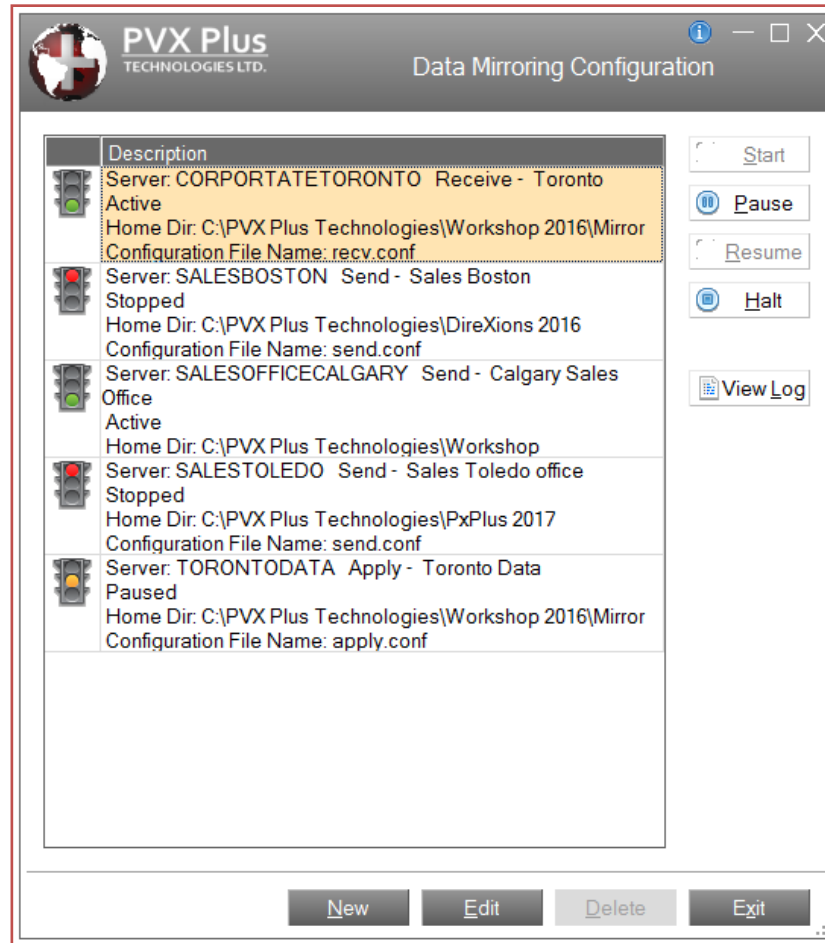 PVX Plus
TECHNOLOGIES LTD.
Data Mirroring Configuration
Description
Server: CORPORTATETORONTO Receive - Toronto
Active
Home Dir: C:\PVX Plus Technologies\Workshop 2016\Mirror
Configuration File Name: recv.conf
Server: SALESBOSTON Send - Sales Boston
Stopped
Home Dir: C:\PVX Plus Technologies\DireXions 2016
Configuration File Name: send.conf
Server: SALESOFFICECALGARY Send - Calgary Sales
Office
Active
Home Dir: C:\PVX Plus Technologies\Workshop
Server: SALESTOLEDO Send - Sales Toledo office
Stopped
Home Dir: C:\PVX Plus Technologies\PxPlus 2017
Configuration File Name: send.conf
Server: TORONTODATA Apply - Toronto Data
Paused
Home Dir: C:\PVX Plus Technologies\Workshop 2016\Mirror
Configuration File Name: apply.conf
Start
Pause
Resume
Halt
View Log
New
Edit
Delete
Exit